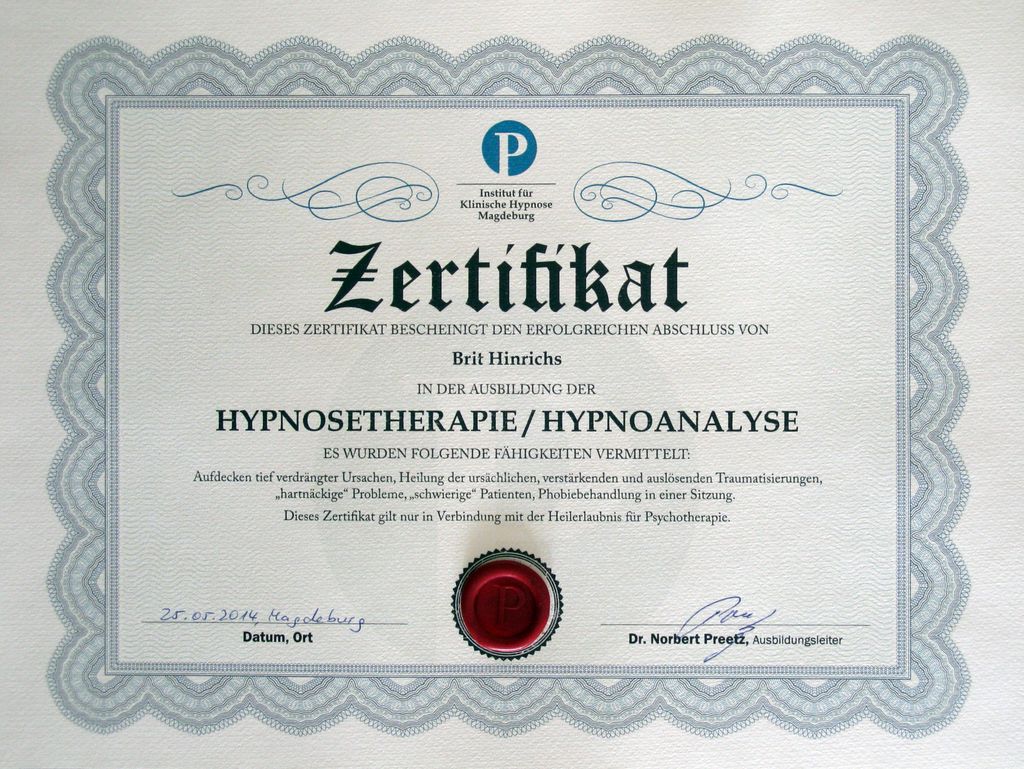 P
Institut für
Klinische Hypnose
Magdeburg
Zertifikat
DIESES ZERTIFIKAT BESCHEINIGT DEN ERFOLGREICHEN ABSCHLUSS VON
Brit Hinrichs
IN DER AUSBILDUNG DER
HYPNOSETHERAPIE / HYPNOANALYSE
ES WURDEN FOLGENDE FÄHIGKEITEN VERMITTELT:
Aufdecken tief verdrängter Ursachen, Heilung der ursächlichen, verstärkenden und auslösenden Traumatisierungen,
„hartnäckige“ Probleme, „schwierige“ Patienten, Phobiebehandlung in einer Sitzung.
Dieses Zertifikat gilt nur in Verbindung mit der Heilerlaubnis für Psychotherapie.
P
25.05.2014, Magdeburg
Datum, Ort
Dr. Norbert Preetz, Ausbildungsleiter